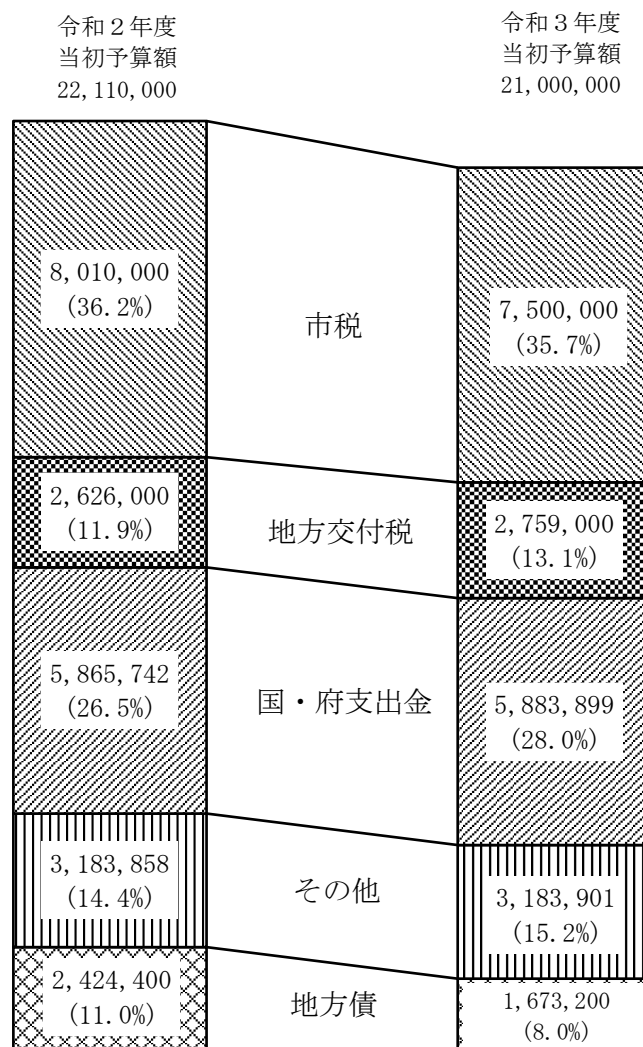 令和２年度
当初予算額
22,110,000
令和３年度
当初予算額
21,000,000
8,010,000
(36.2%)
市税
7,500,000
(35.7%)
2,626,000
(11.9%)
地方交付税
2,759,000
(13.1%)
5,865,742
(26.5%)
国・府支出金
5,883,899
(28.0%)
3,183,858
(14.4%)
その他
3,183,901
(15.2%)
2,424,400
(11.0%)
地方債
1,673,200
(8.0%)